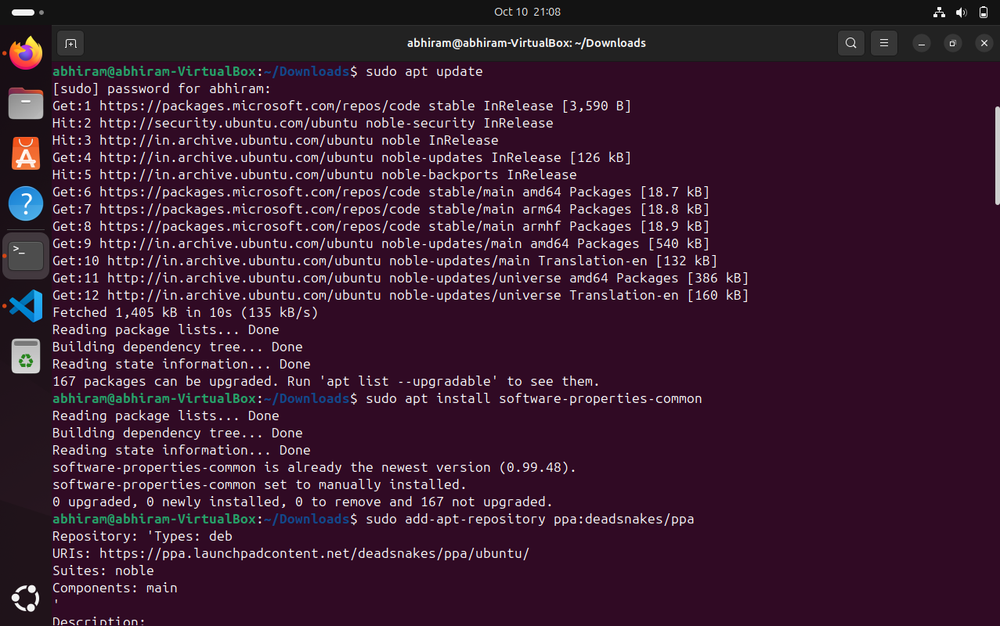 Oct 10 21:08
abhiram@abhiram-VirtualBox: ~/Downloads
abhiram@abhiram-VirtualBox:~/Downloads$ sudo apt update
[sudo] password for abhiram:
Get:1 https://packages.microsoft.com/repos/code stable InRelease [3,590 B]
Hit:2 http://security.ubuntu.com/ubuntu noble-security InRelease
Hit:3 http://in.archive.ubuntu.com/ubuntu noble InRelease
Get:4 http://in.archive.ubuntu.com/ubuntu noble-updates InRelease [126 kB]
Hit:5 http://in.archive.ubuntu.com/ubuntu noble-backports InRelease
Get:6 https://packages.microsoft.com/repos/code stable/main amd64 Packages [18.7 kB]
Get:7 https://packages.microsoft.com/repos/code stable/main arm64 Packages [18.8 kB]
Get:8 https://packages.microsoft.com/repos/code stable/main armhf Packages [18.9 kB]
Get:9 http://in.archive.ubuntu.com/ubuntu noble-updates/main amd64 Packages [540 kB]
Get:10 http://in.archive.ubuntu.com/ubuntu noble-updates/main Translation-en [132 kB]
Get:11 http://in.archive.ubuntu.com/ubuntu noble-updates/universe amd64 Packages [386 kB]
Get:12 http://in.archive.ubuntu.com/ubuntu noble-updates/universe Translation-en [160 kB]
Fetched 1,405 kB in 10s (135 kB/s)
Reading package lists... Done
Building dependency tree... Done
Reading state information... Done
167 packages can be upgraded. Run 'apt list --upgradable' to see them.
abhiram@abhiram-VirtualBox:~/Downloads$ sudo apt install software-properties-common
Reading package lists... Done
Building dependency tree... Done
Reading state information... Done
software-properties-common is already the newest version (0.99.48).
software-properties-common set to manually installed.
0 upgraded, 0 newly installed, 0 to remove and 167 not upgraded.
abhiram@abhiram-VirtualBox:~/Downloads$ sudo add-apt-repository ppa:deadsnakes/ppa
Repository: 'Types: deb
URIs: https://ppa.launchpadcontent.net/deadsnakes/ppa/ubuntu/
Suites: noble
Components: main
'
Description: